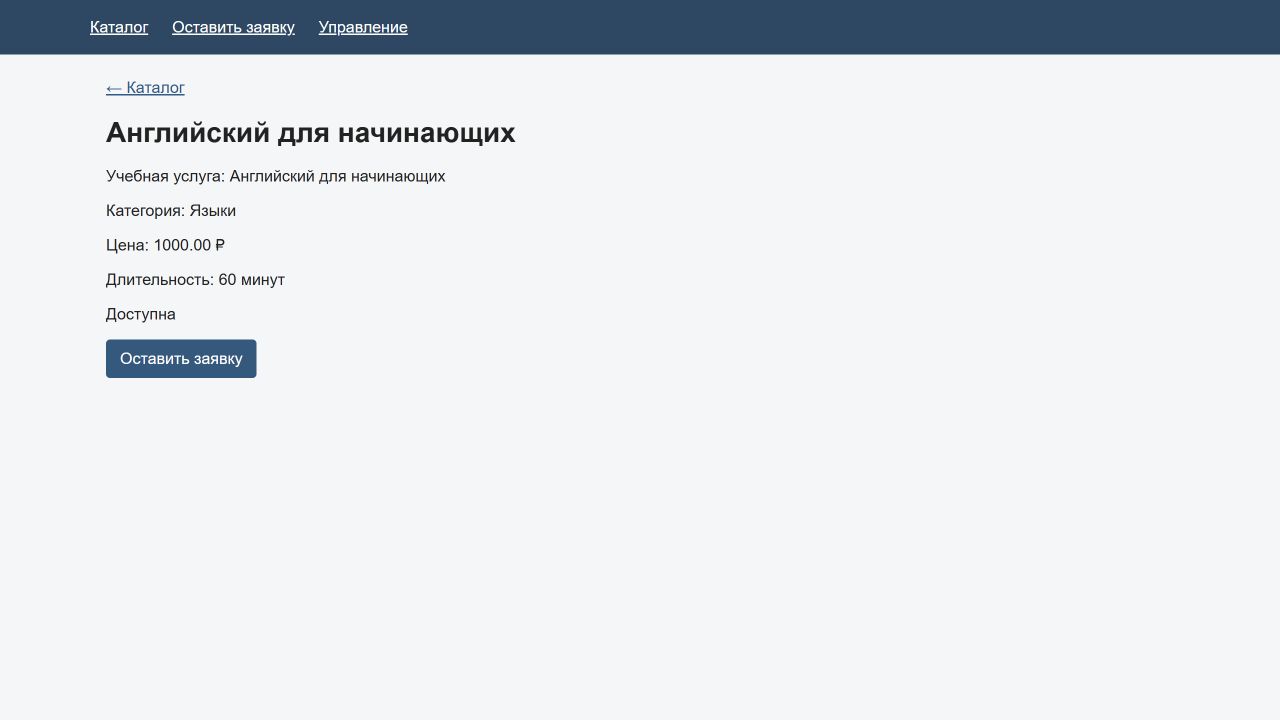 Каталог Оставить заявку Управление
← Каталог
Английский для начинающих
Учебная услуга: Английский для начинающих
Категория: Языки
Цена: 1000.00 ₽
Длительность: 60 минут
Доступна
Оставить заявку